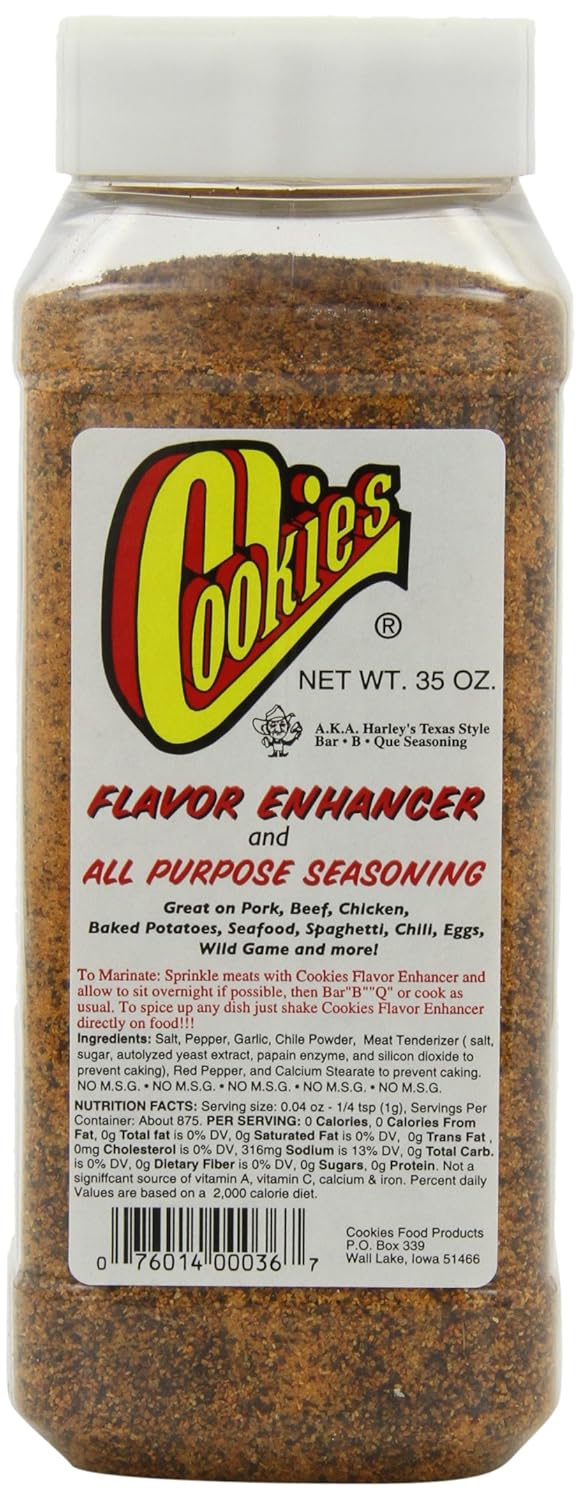 Cookies
®
NET WT. 35 OZ.
A.K.A. Harley's Texas Style
Bar • B • Que Seasoning
FLAVOR ENHANCER
and
ALL PURPOSE SEASONING
Great on Pork, Beef, Chicken,
Baked Potatoes, Seafood, Spaghetti, Chili, Eggs,
Wild Game and more!
To Marinate: Sprinkle meats with Cookies Flavor Enhancer and
allow to sit overnight if possible, then Bar"B""Q" or cook as
usual. To spice up any dish just shake Cookies Flavor Enhancer
directly on food!!!
Ingredients: Salt, Pepper, Garlic, Chile Powder, Meat Tenderizer ( salt,
sugar, autolyzed yeast extract, papain enzyme, and silicon dioxide to
prevent caking), Red Pepper, and Calcium Stearate to prevent caking.
NO M.S.G. • NO M.S.G. • NO M.S.G. • NO M.S.G. • NO M.S.G.
NUTRITION FACTS: Serving size: 0.04 oz - 1/4 tsp (1g), Servings Per
Container: About 875. PER SERVING: 0 Calories, 0 Calories From
Fat, 0g Total fat is 0% DV, 0g Saturated Fat is 0% DV, 0g Trans Fat ,
0mg Cholesterol is 0% DV, 316mg Sodium is 13% DV, 0g Total Carb.
is 0% DV, 0g Dietary Fiber is 0% DV, 0g Sugars, 0g Protein. Not a
signiffcant source of vitamin A, vitamin C, calcium & iron. Percent daily
Values are based on a 2,000 calorie diet.
0 76014 00036 7
Cookies Food Products
P.O. Box 339
Wall Lake, Iowa 51466